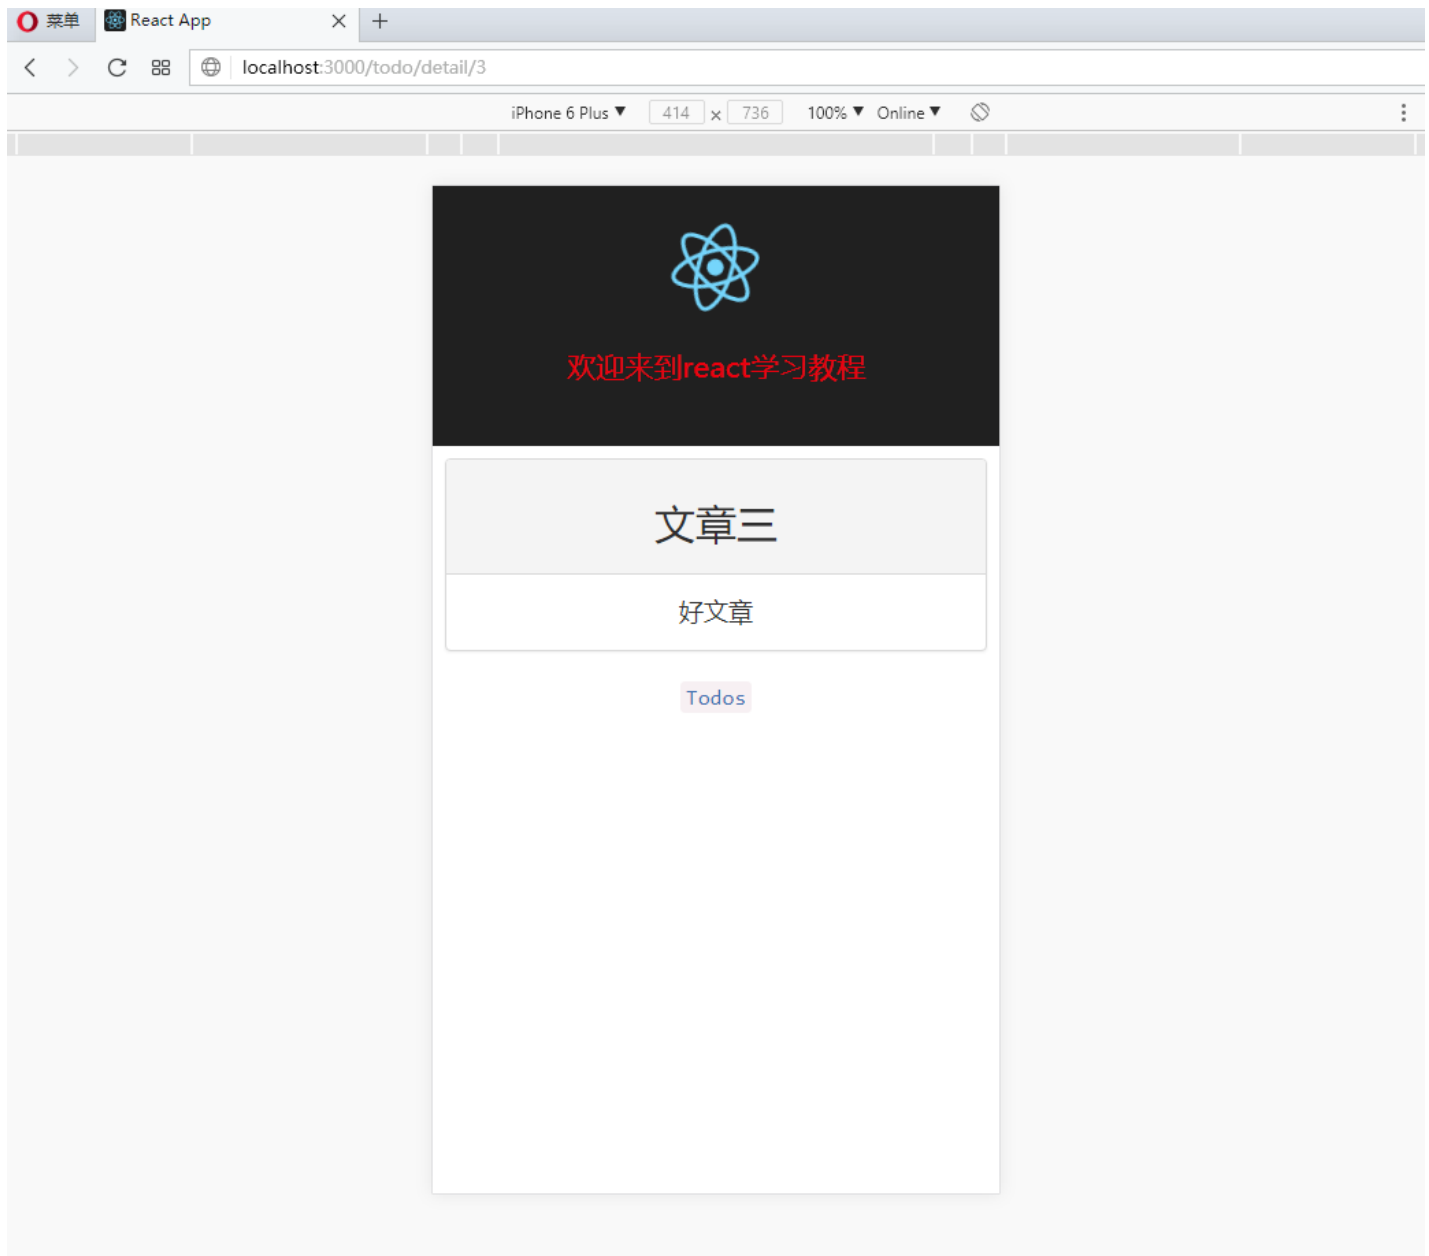 菜单 React App
localhost:3000/todo/detail/3
iPhone 6 Plus ▼ 414 x 736 100% ▼ Online ▼
欢迎来到react学习教程
文章三
好文章
Todos